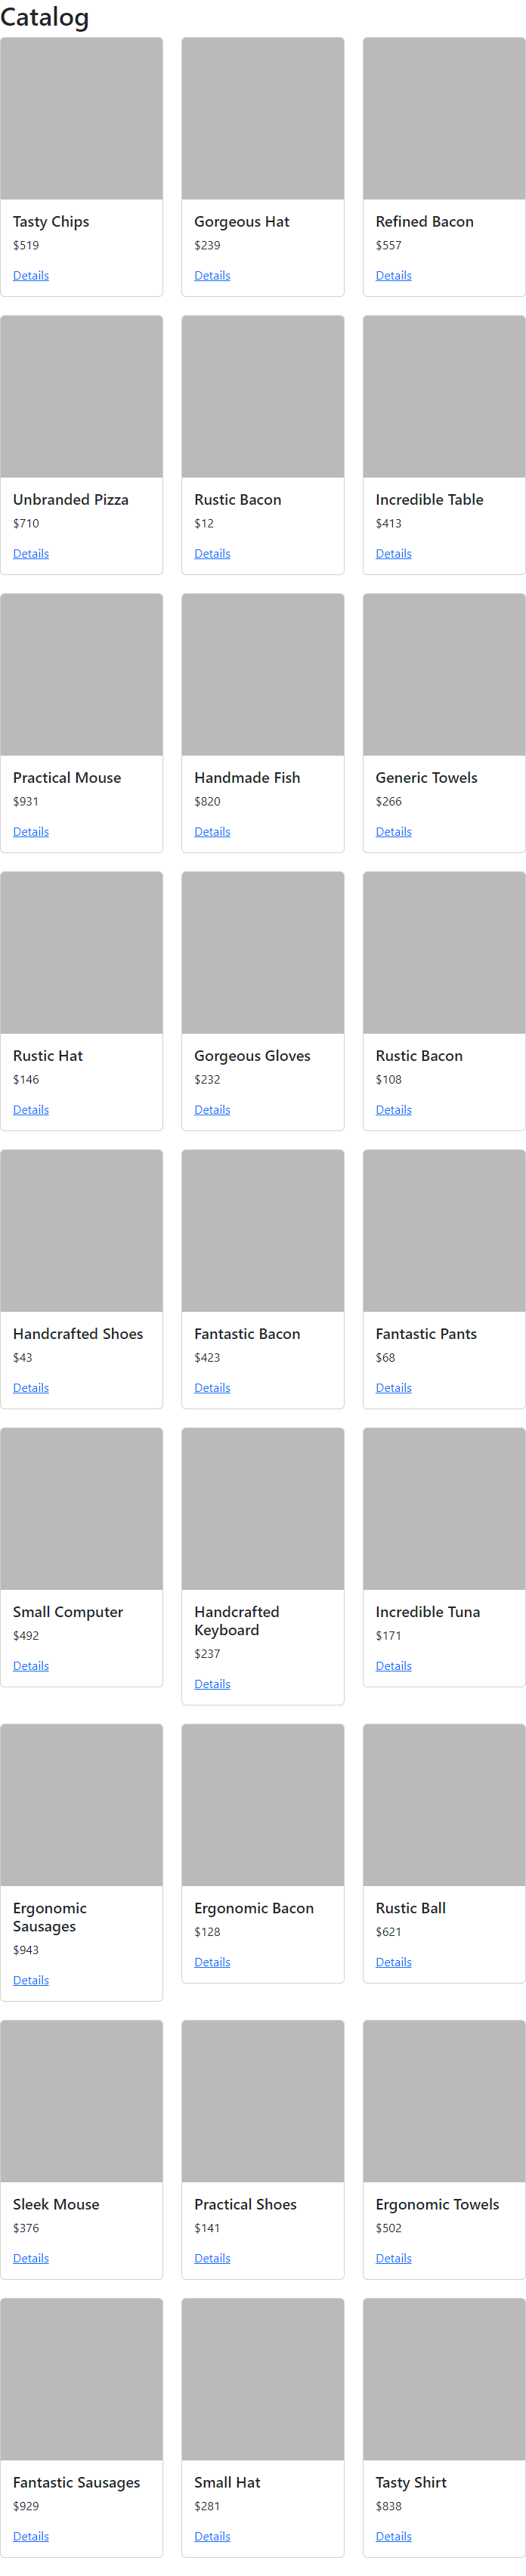 Catalog
Tasty Chips
$519
Details
Gorgeous Hat
$239
Details
Refined Bacon
$557
Details
Unbranded Pizza
$710
Details
Rustic Bacon
$12
Details
Incredible Table
$413
Details
Practical Mouse
$931
Details
Handmade Fish
$820
Details
Generic Towels
$266
Details
Rustic Hat
$146
Details
Gorgeous Gloves
$232
Details
Rustic Bacon
$108
Details
Handcrafted Shoes
$43
Details
Fantastic Bacon
$423
Details
Fantastic Pants
$68
Details
Small Computer
$492
Details
Handcrafted
Keyboard
$237
Details
Incredible Tuna
$171
Details
Ergonomic
Sausages
$943
Details
Ergonomic Bacon
$128
Details
Rustic Ball
$621
Details
Sleek Mouse
$376
Details
Practical Shoes
$141
Details
Ergonomic Towels
$502
Details
Fantastic Sausages
$929
Details
Small Hat
$281
Details
Tasty Shirt
$838
Details